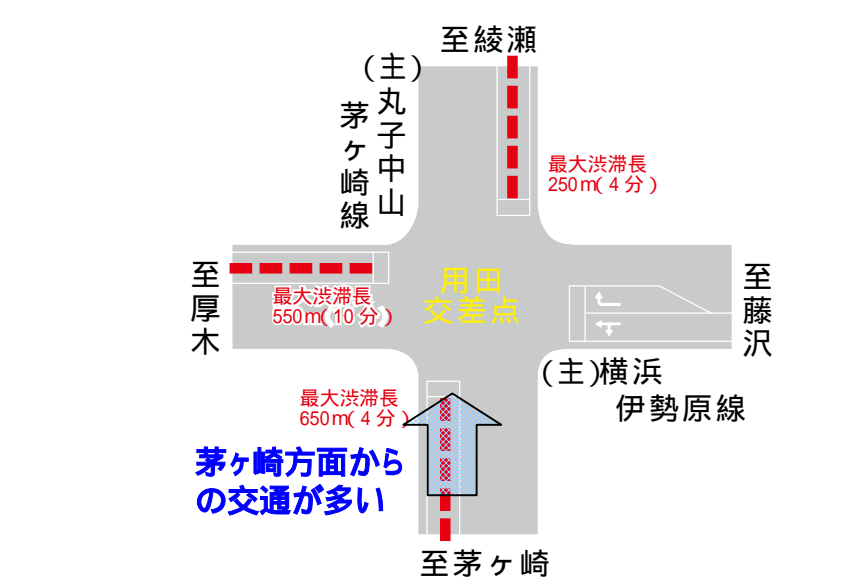 至綾瀬
(主)
丸子中山
茅ヶ崎線
最大渋滞長
250m(4分)
至厚木
最大渋滞長
550m(10分)
用田
交差点
至藤沢
(主)横浜
伊勢原線
最大渋滞長
650m(4分)
茅ヶ崎方面から
の交通が多い
至茅ヶ崎